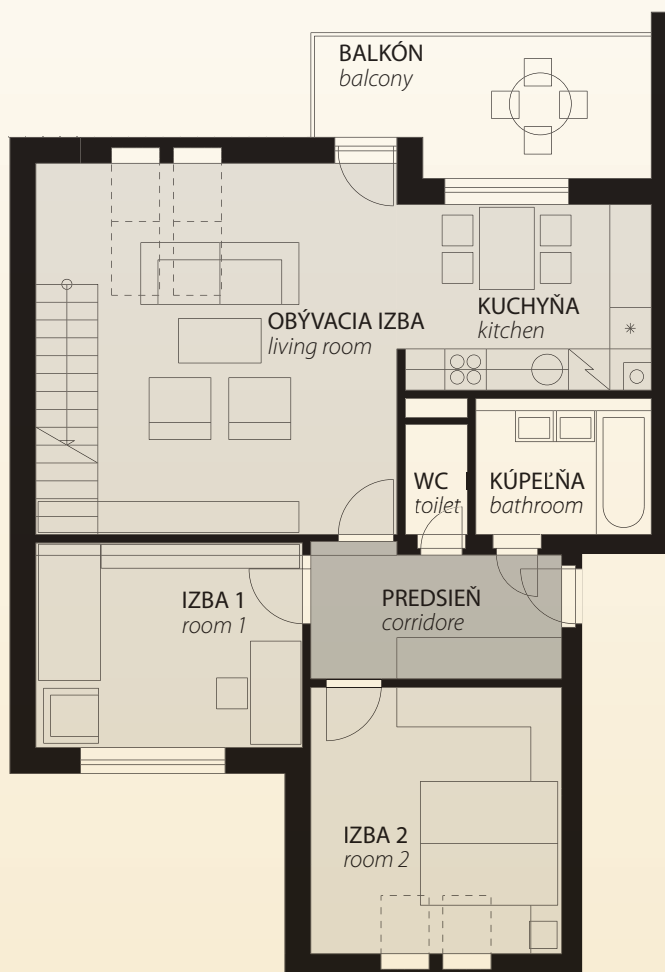 BALKÓN
balcony
OBÝVACIA IZBA
living room
KUCHYŇA
kitchen
WC
toilet
KÚPEĽŇA
bathroom
IZBA 1
room 1
PREDSIEŇ
corridore
IZBA 2
room 2